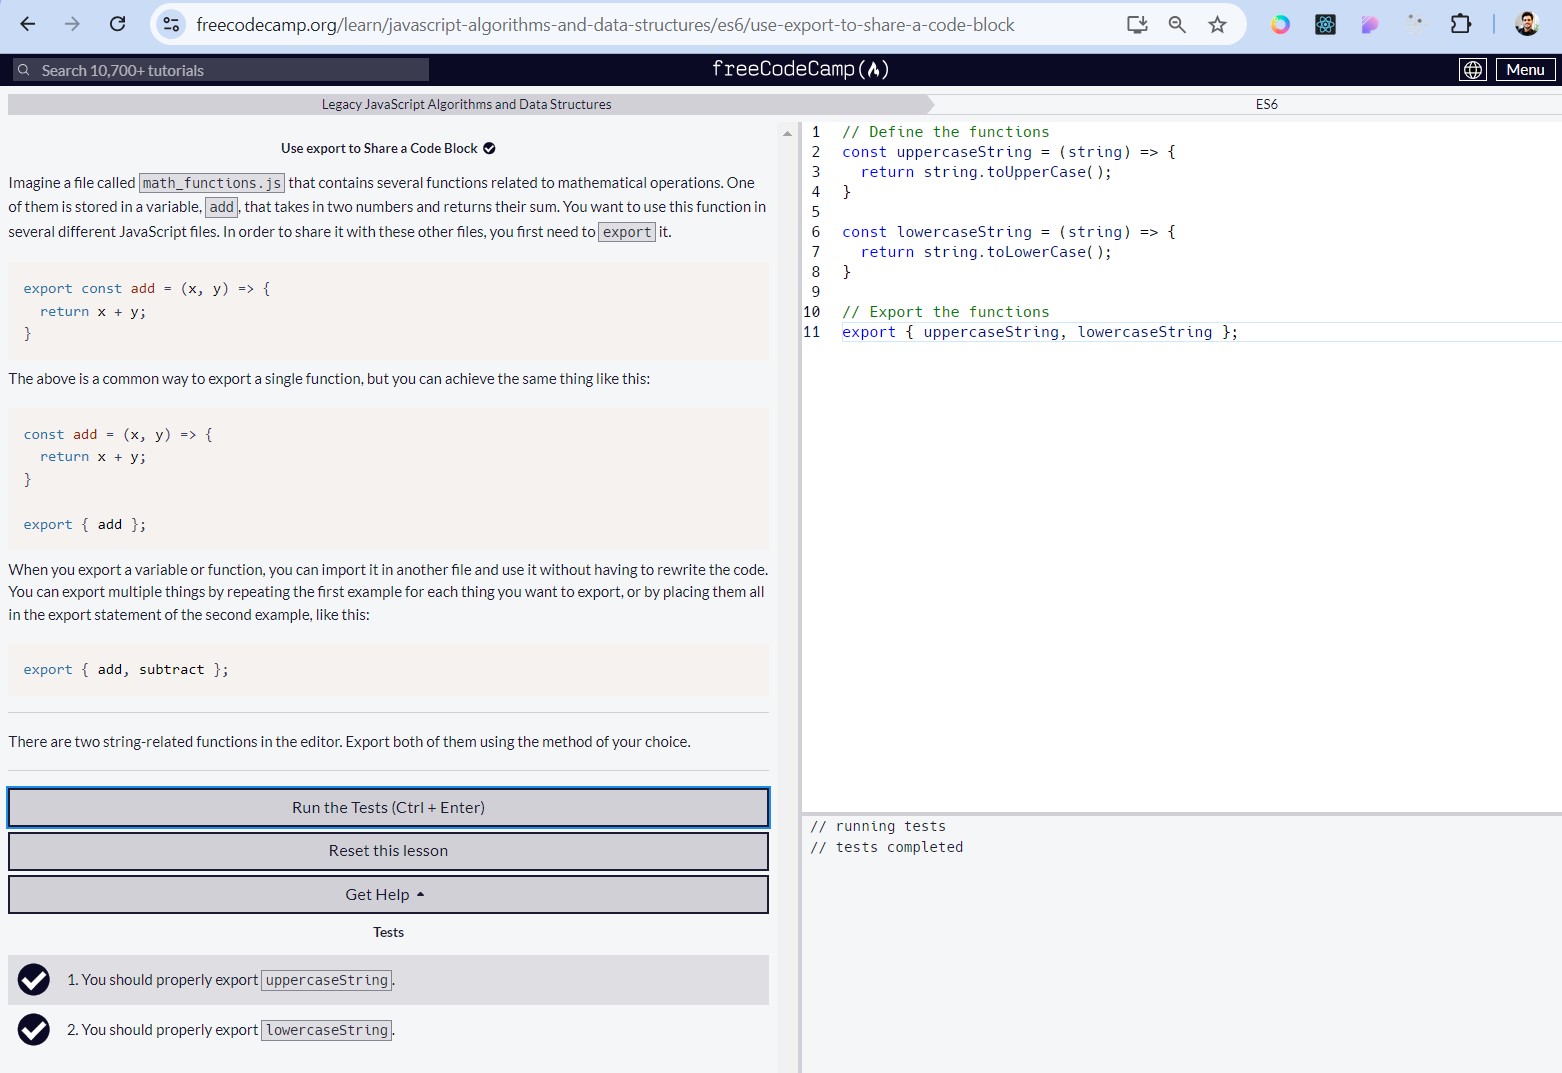 freecodecamp.org/learn/javascript-algorithms-and-data-structures/es6/use-export-to-share-a-code-block
Search 10,700+ tutorials
freeCodeCamp
Menu
Legacy JavaScript Algorithms and Data Structures
ES6
Use export to Share a Code Block
Imagine a file called math_functions.js that contains several functions related to mathematical operations. One
of them is stored in a variable, add, that takes in two numbers and returns their sum. You want to use this function in
several different JavaScript files. In order to share it with these other files, you first need to export it.
export const add = (x, y) => {
  return x + y;
}
The above is a common way to export a single function, but you can achieve the same thing like this:
const add = (x, y) => {
  return x + y;
}
export { add };
When you export a variable or function, you can import it in another file and use it without having to rewrite the code.
You can export multiple things by repeating the first example for each thing you want to export, or by placing them all
in the export statement of the second example, like this:
export { add, subtract };
There are two string-related functions in the editor. Export both of them using the method of your choice.
Run the Tests (Ctrl + Enter)
Reset this lesson
Get Help
Tests
1. You should properly export uppercaseString.
2. You should properly export lowercaseString.
1 // Define the functions
2 const uppercaseString = (string) => {
3   return string.toUpperCase();
4 }
5
6 const lowercaseString = (string) => {
7   return string.toLowerCase();
8 }
9
10 // Export the functions
11 export { uppercaseString, lowercaseString };
// running tests
// tests completed